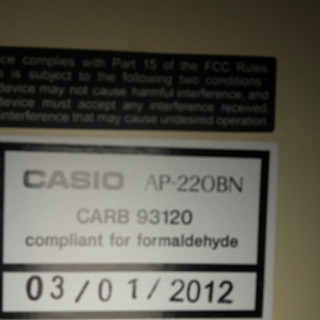 ce complies with Part 15 of the FCC Rules
is subject to the following two conditions
device may not cause harmful interference, and
device must accept any interference received,
interference that may cause undesired operation.
CASIO AP-220BN
CARB 93120
compliant for formaldehyde
03/01/2012